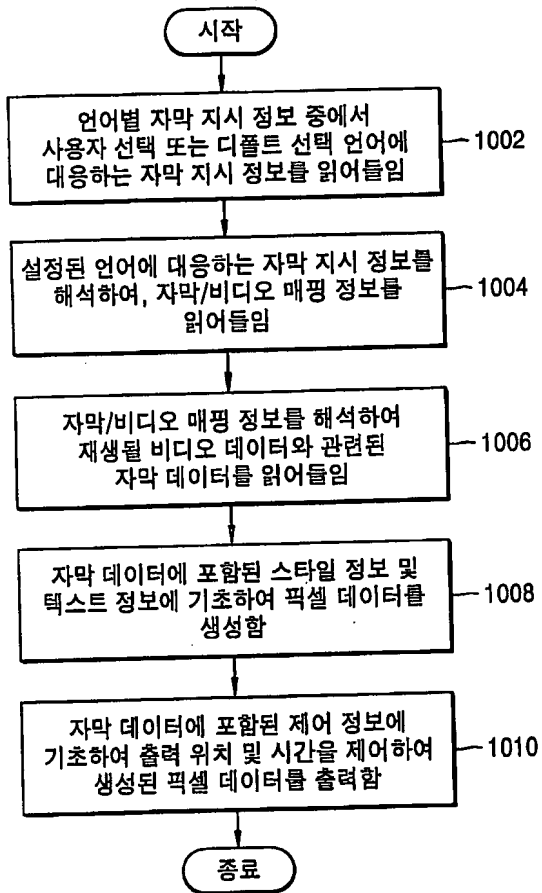 시작
언어별 자막 지시 정보 중에서
사용자 선택 또는 디폴트 선택 언어에
대응하는 자막 지시 정보를 읽어들임
1002
설정된 언어에 대응하는 자막 지시 정보를
해석하여, 자막/비디오 매핑 정보를
읽어들임
1004
자막/비디오 매핑 정보를 해석하여
재생될 비디오 데이터와 관련된
자막 데이터를 읽어들임
1006
자막 데이터에 포함된 스타일 정보 및
텍스트 정보에 기초하여 픽셀 데이터를
생성함
1008
자막 데이터에 포함된 제어 정보에
기초하여 출력 위치 및 시간을 제어하여
생성된 픽셀 데이터를 출력함
1010
종료